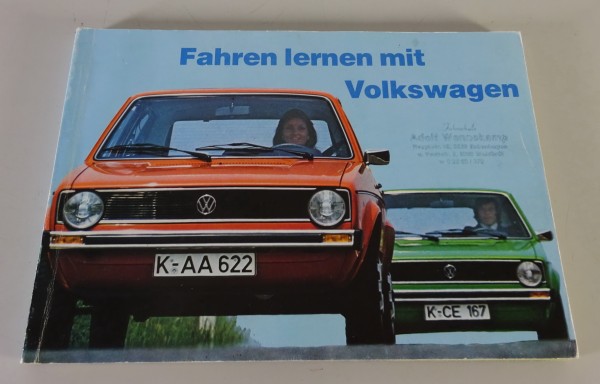 Fahren lernen mit
Volkswagen
K-AA 622
K-CE 167